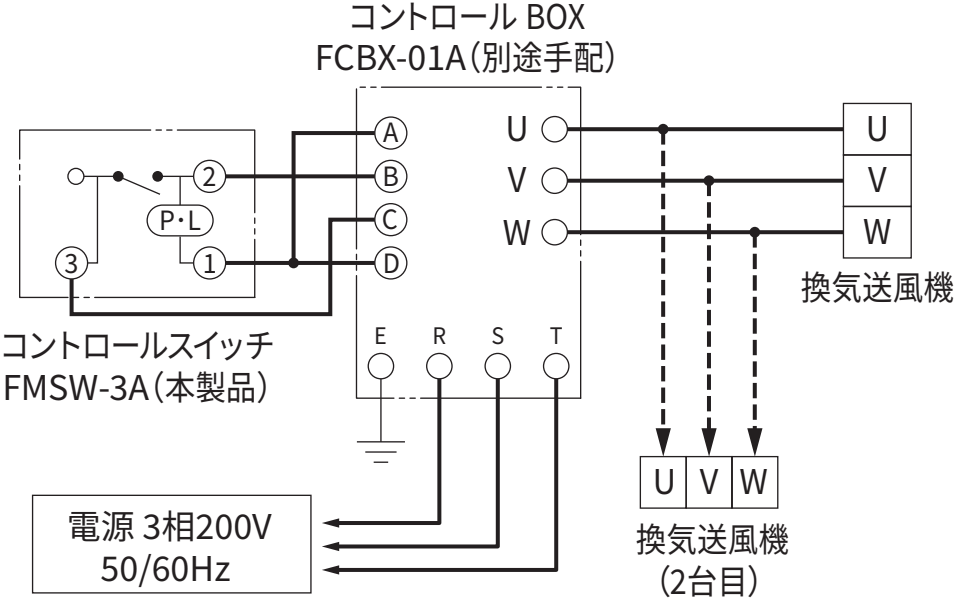 コントロール BOX
FCBX-01A（別途手配）
A
B
C
D
U
V
W
2
P・L
3
1
コントロールスイッチ
FMSW-3A（本製品）
E R S T
U
V
W
換気送風機
電源 3相200V
50/60Hz
U V W
換気送風機
（2台目）